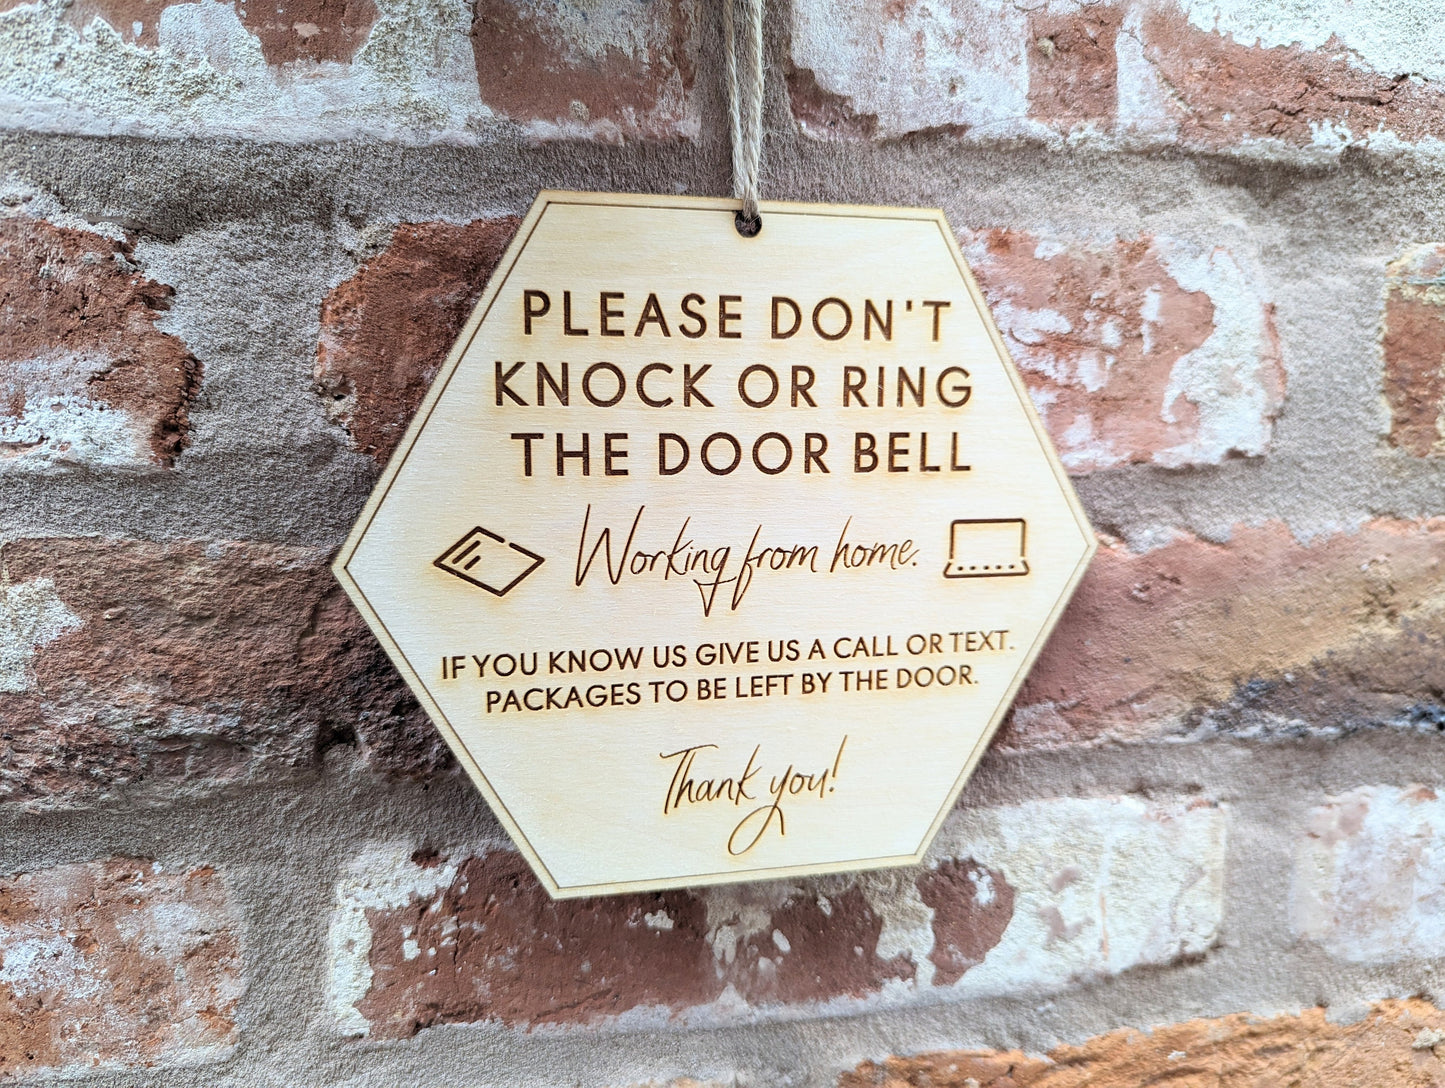 PLEASE DON'T
KNOCK OR RING
THE DOOR BELL
Working from home.
IF YOU KNOW US GIVE US A CALL OR TEXT.
PACKAGES TO BE LEFT BY THE DOOR.
Thank you!